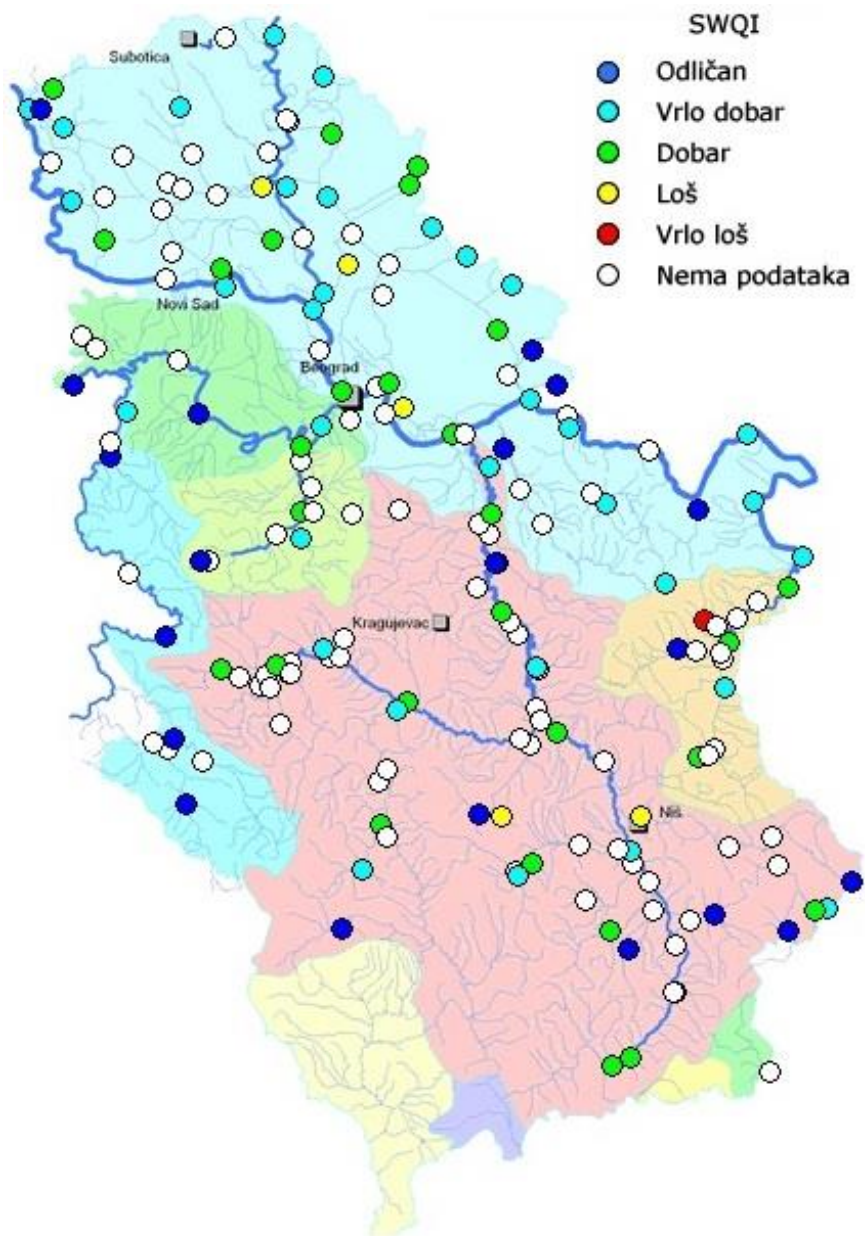 SWQI
Odličan
Vrlo dobar
Dobar
Loš
Vrlo loš
Nema podataka
Subotica
Novi Sad
Beograd
Kragujevac
Niš